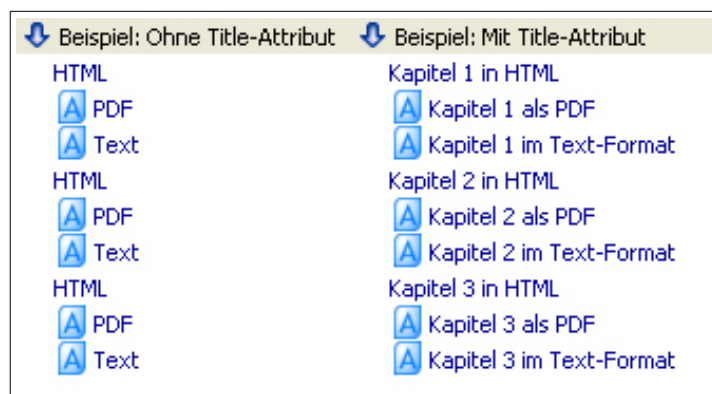 Beispiel: Ohne Title-Attribut
HTML
PDF
Text
HTML
PDF
Text
HTML
PDF
Text
Beispiel: Mit Title-Attribut
Kapitel 1 in HTML
Kapitel 1 als PDF
Kapitel 1 im Text-Format
Kapitel 2 in HTML
Kapitel 2 als PDF
Kapitel 2 im Text-Format
Kapitel 3 in HTML
Kapitel 3 als PDF
Kapitel 3 im Text-Format